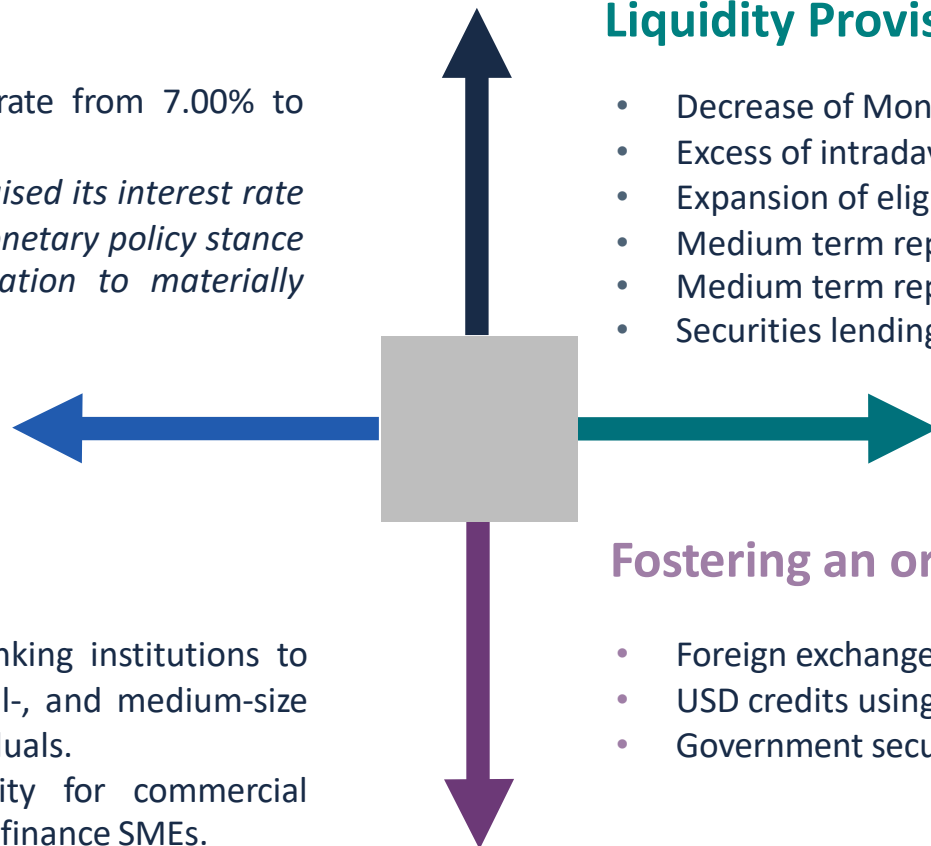 rate from 7.00% to
ised its interest rate
onetary policy stance
ation to materially
Liquidity Provis
• Decrease of Mon
• Excess of intraday
• Expansion of elig
• Medium term rep
• Medium term rep
• Securities lending
nking institutions to
l-, and medium-size
duals.
ity for commercial
finance SMEs.
Fostering an or
• Foreign exchange
• USD credits using
• Government secu